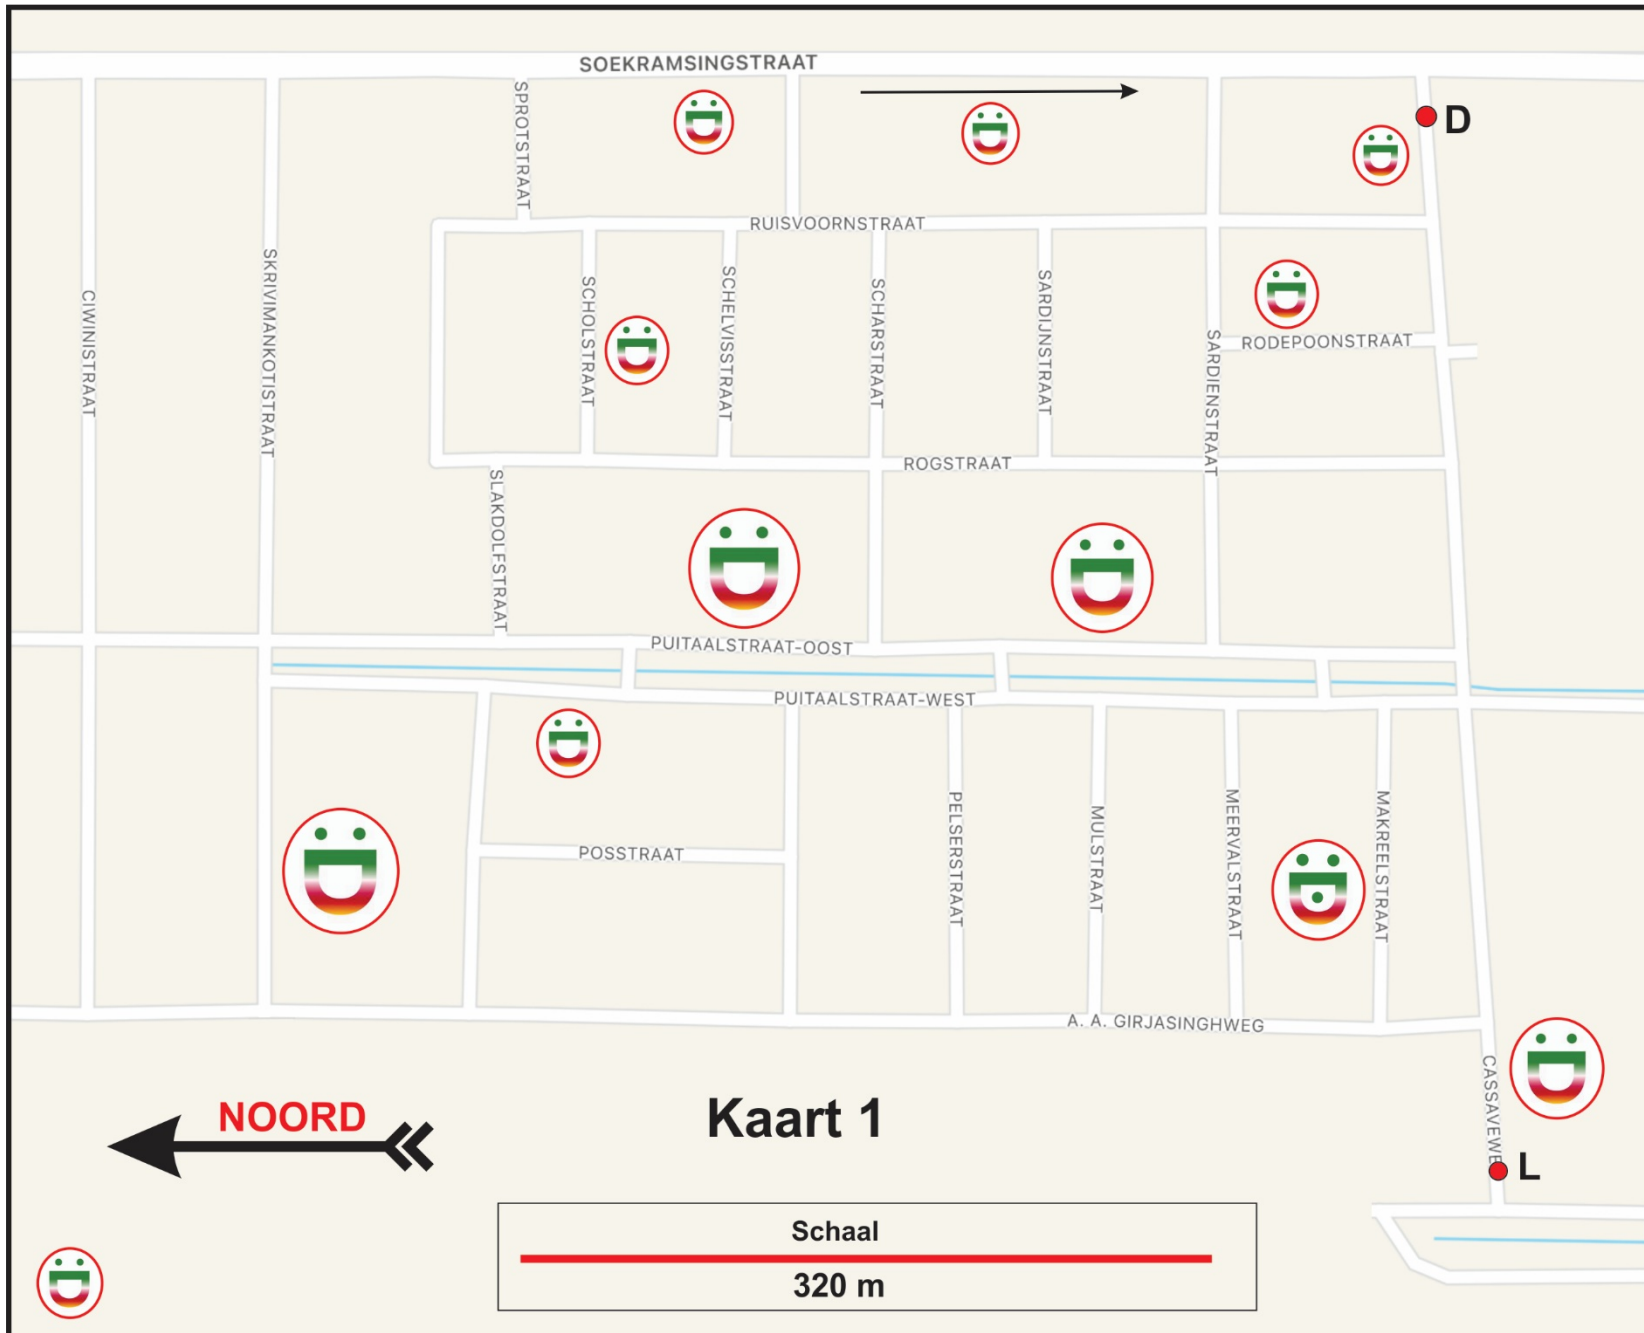 SOEKRAMSINGSTRAAT
SPROTSTRAAT
D
RUISVOORNSTRAAT
CIWINISTRAAT
SKRIVIMANKOTISTRAAT
SCHOLSTRAAT
SCHELVISSTRAAT
SCHARSTRAAT
SARDIJNSTRAAT
SARDIENSTRAAT
RODEPOONSTRAAT
ROGSTRAAT
SLAKDOLFSTRAAT
PUITAALSTRAAT-OOST
PUITAALSTRAAT-WEST
POSSTRAAT
PELSERSTRAAT
MULSTRAAT
MEERVALSTRAAT
MAKREELSTRAAT
A. A. GIRJASINGHWEG
CASSAVEWE
NOORD
Kaart 1
L
Schaal
320 m